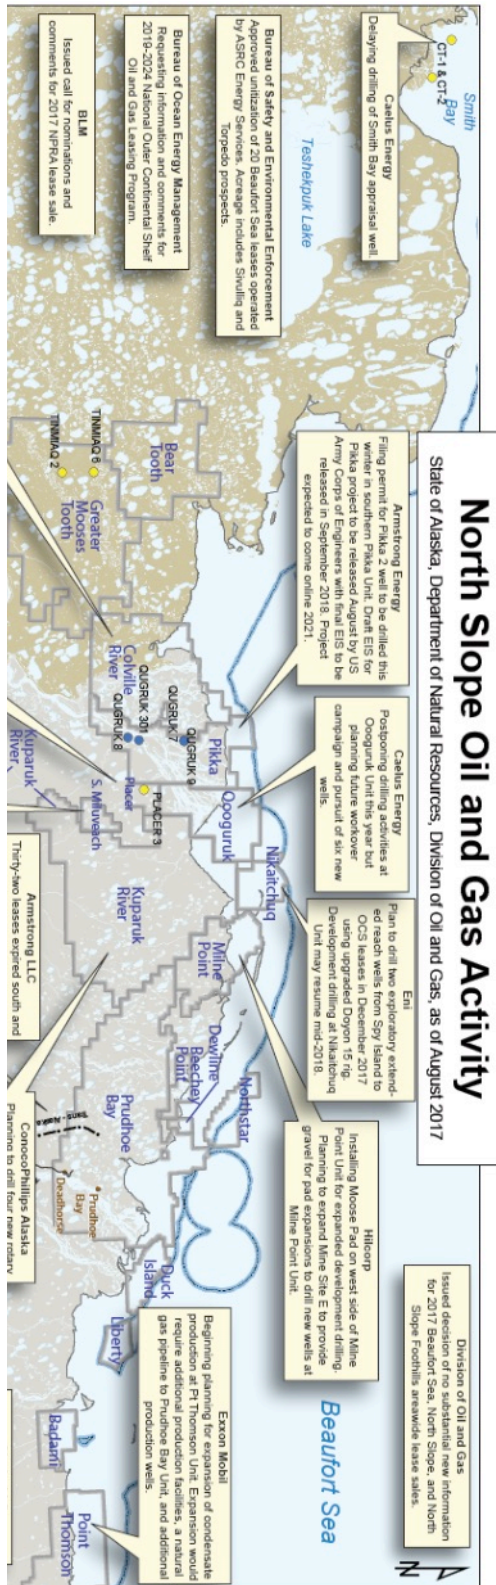 North Slope Oil and Gas Activity
State of Alaska, Department of Natural Resources, Division of Oil and Gas, as of August 2017
Smith
Bay
CT-1 & CT-2
Caelus Energy
Delaying drilling of Smith Bay appraisal well.
Teshekpuk Lake
Bureau of Safety and Environmental Enforcement
Approved unitization of 20 Beaufort Sea leases operated
by ASRC Energy Services. Acreage includes Sivulliq and
Torpedo prospects.
Bureau of Ocean Energy Management
Requesting information and comments for
2019-2024 National Outer Continental Shelf
Oil and Gas Leasing Program.
BLM
Issued call for nominations and
comments for 2017 NPRA lease sale.
Armstrong Energy
Filing permit for Pikka 2 well to be drilled this
winter in southern Pikka Unit. Draft EIS for
Pikka project to be released August by US
Army Corps of Engineers with final EIS to be
released in September 2018. Project
expected to come online 2021.
Caelus Energy
Postponing drilling activities at
Oooguruk Unit this year but
planning future workover
campaign and pursuit of six new
wells.
Eni
Plan to drill two exploratory extend-
ed reach wells from Spy Island to
OCS leases in December 2017
using upgraded Doyon 15 rig.
Development drilling at Nikaitchuq
Unit may resume mid-2018.
Hilcorp
Installing Moose Pad on west side of Milne
Point Unit for expanded development drilling.
Planning to expand Mine Site E to provide
gravel for pad expansions to drill new wells at
Milne Point Unit.
Division of Oil and Gas
Issued decision of no substantial new information
for 2017 Beaufort Sea, North Slope, and North
Slope Foothills areawide lease sales.
N
Beaufort Sea
Exxon Mobil
Beginning planning for expansion of condensate
production at Pt Thomson Unit. Expansion would
require additional production facilities, a natural
gas pipeline to Prudhoe Bay Unit, and additional
production wells.
Bear
Tooth
TINMIAQ 6
TINMIAQ 2
Greater
Mooses
Tooth
Colville
River
QUGRUK 301
QUGRUK 8
QUGRUK 7
QUGRUK 9
Pikka
Placer
PLACER 3
Oooguruk
S. Miluveach
Kuparuk
River
Nikaitchuq
Kuparuk
River
Milne
Point
Dewline
Beechey
Point
Northstar
Prudhoe
Bay
Trans-Alaska
Prudhoe
Bay
Deadhorse
Duck
Island
Liberty
Badami
Point
Thomson
Armstrong LLC
Thirty-two leases expired south and
ConocoPhillips Alaska
Planning to drill four new rotary